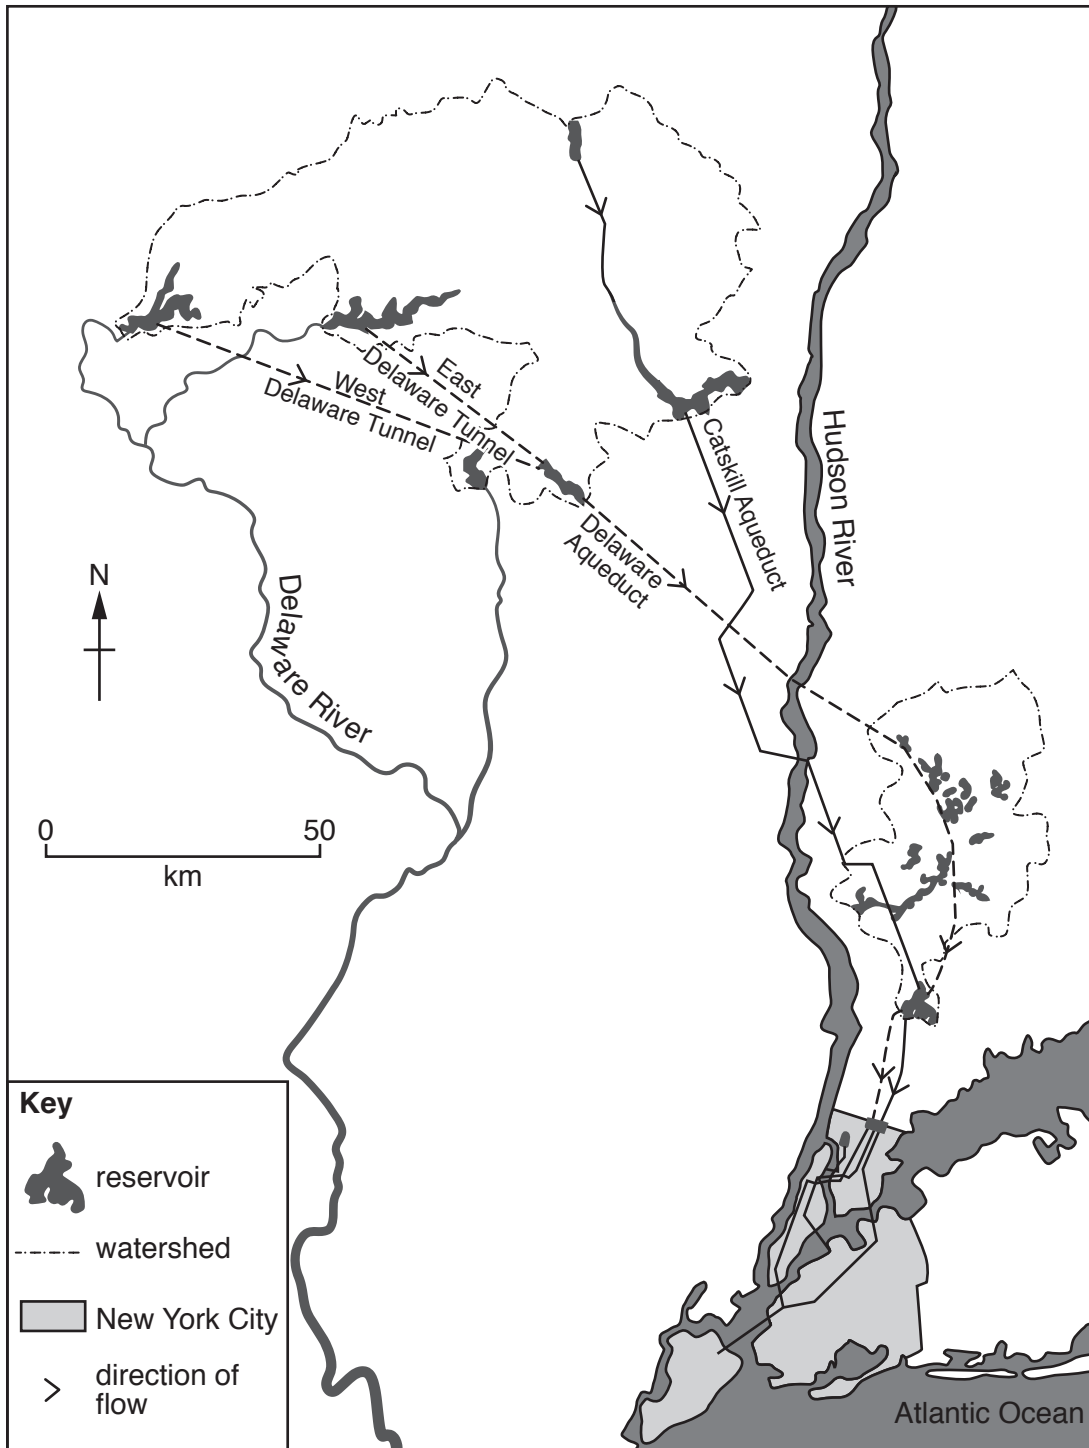 East
Delaware Tunnel
West
Delaware Tunnel
Catskill Aqueduct
Hudson River
Delaware
Aqueduct
N
Delaware River
0 50
km
Key
reservoir
watershed
New York City
direction of
flow
Atlantic Ocean